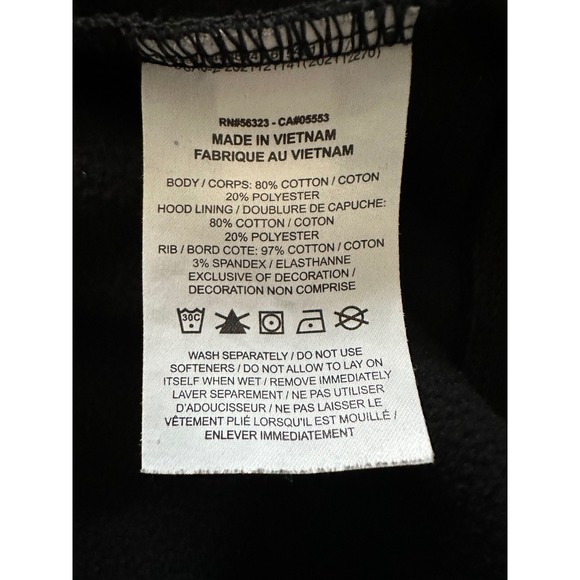 RN#56323 - CA#05553
MADE IN VIETNAM
FABRIQUE AU VIETNAM
BODY / CORPS: 80% COTTON / COTON
20% POLYESTER
HOOD LINING / DOUBLURE DE CAPUCHE:
80% COTTON / COTON
20% POLYESTER
RIB / BORD COTE: 97% COTTON / COTON
3% SPANDEX / ELASTHANNE
EXCLUSIVE OF DECORATION /
DECORATION NON COMPRISE
30C
WASH SEPARATELY / DO NOT USE
SOFTENERS / DO NOT ALLOW TO LAY ON
ITSELF WHEN WET / REMOVE IMMEDIATELY
LAVER SEPAREMENT / NE PAS UTILISER
D'ADOUCISSEUR / NE PAS LAISSER LE
VÊTEMENT PLIÉ LORSQU'IL EST MOUILLÉ /
ENLEVER IMMEDIATEMENT